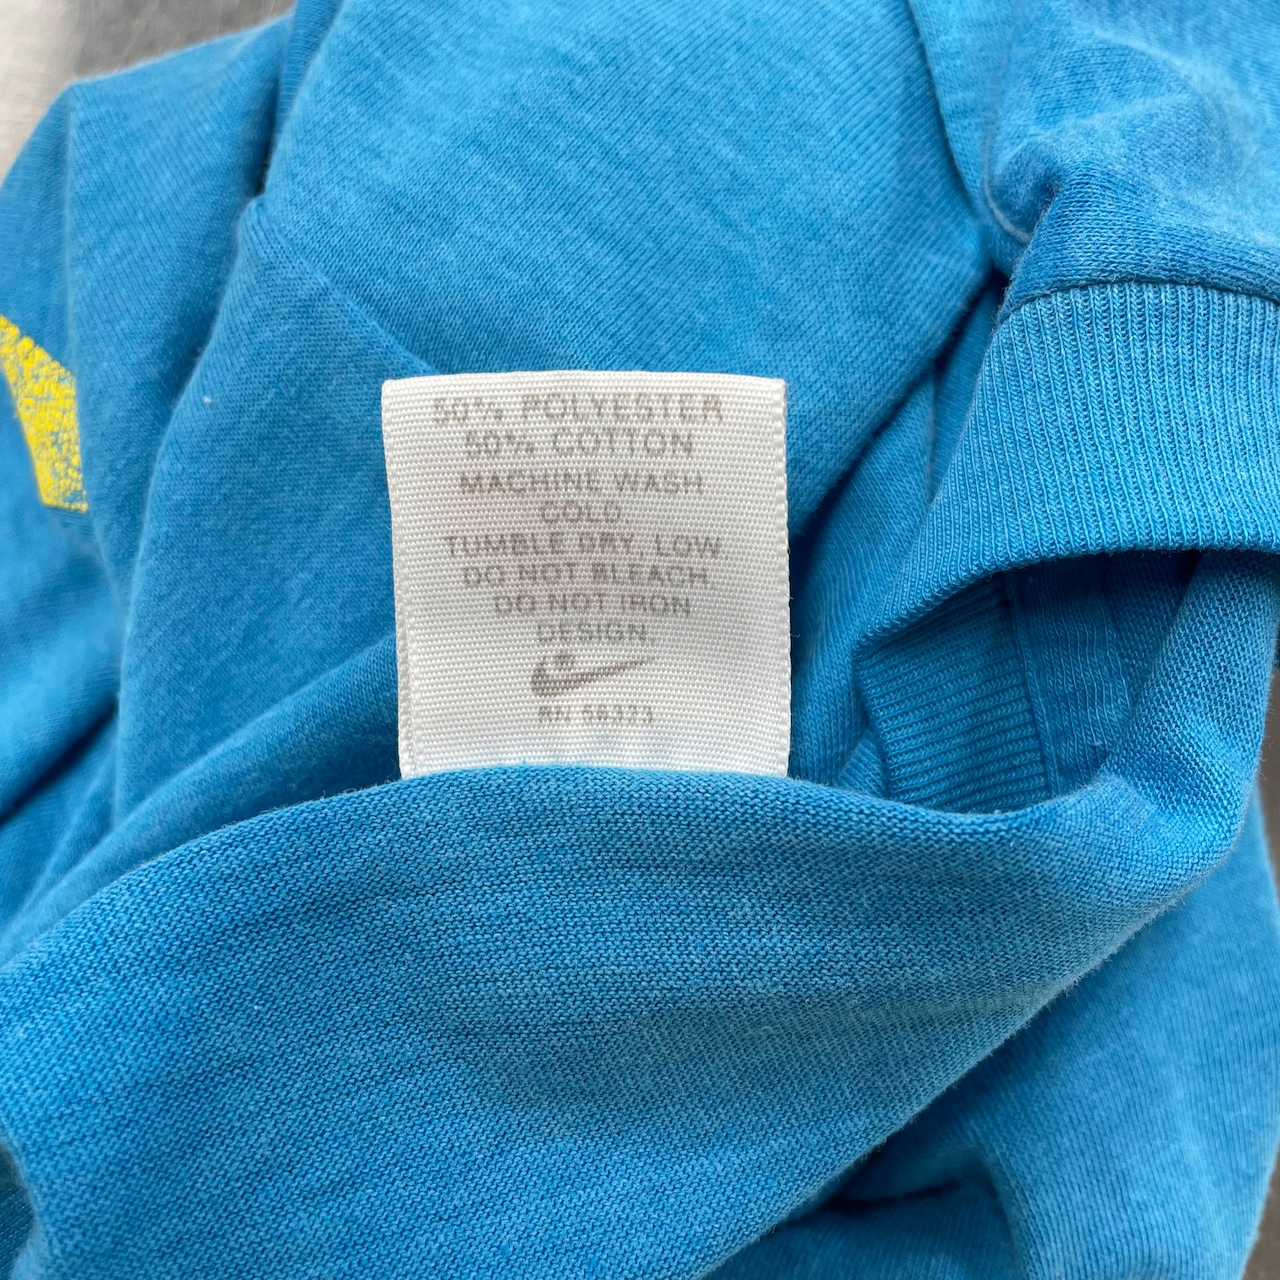 50% POLYESTER
50% COTTON
MACHINE WASH
COLD.
TUMBLE DRY, LOW
DO NOT BLEACH
DO NOT IRON
DESIGN.
RN 56323